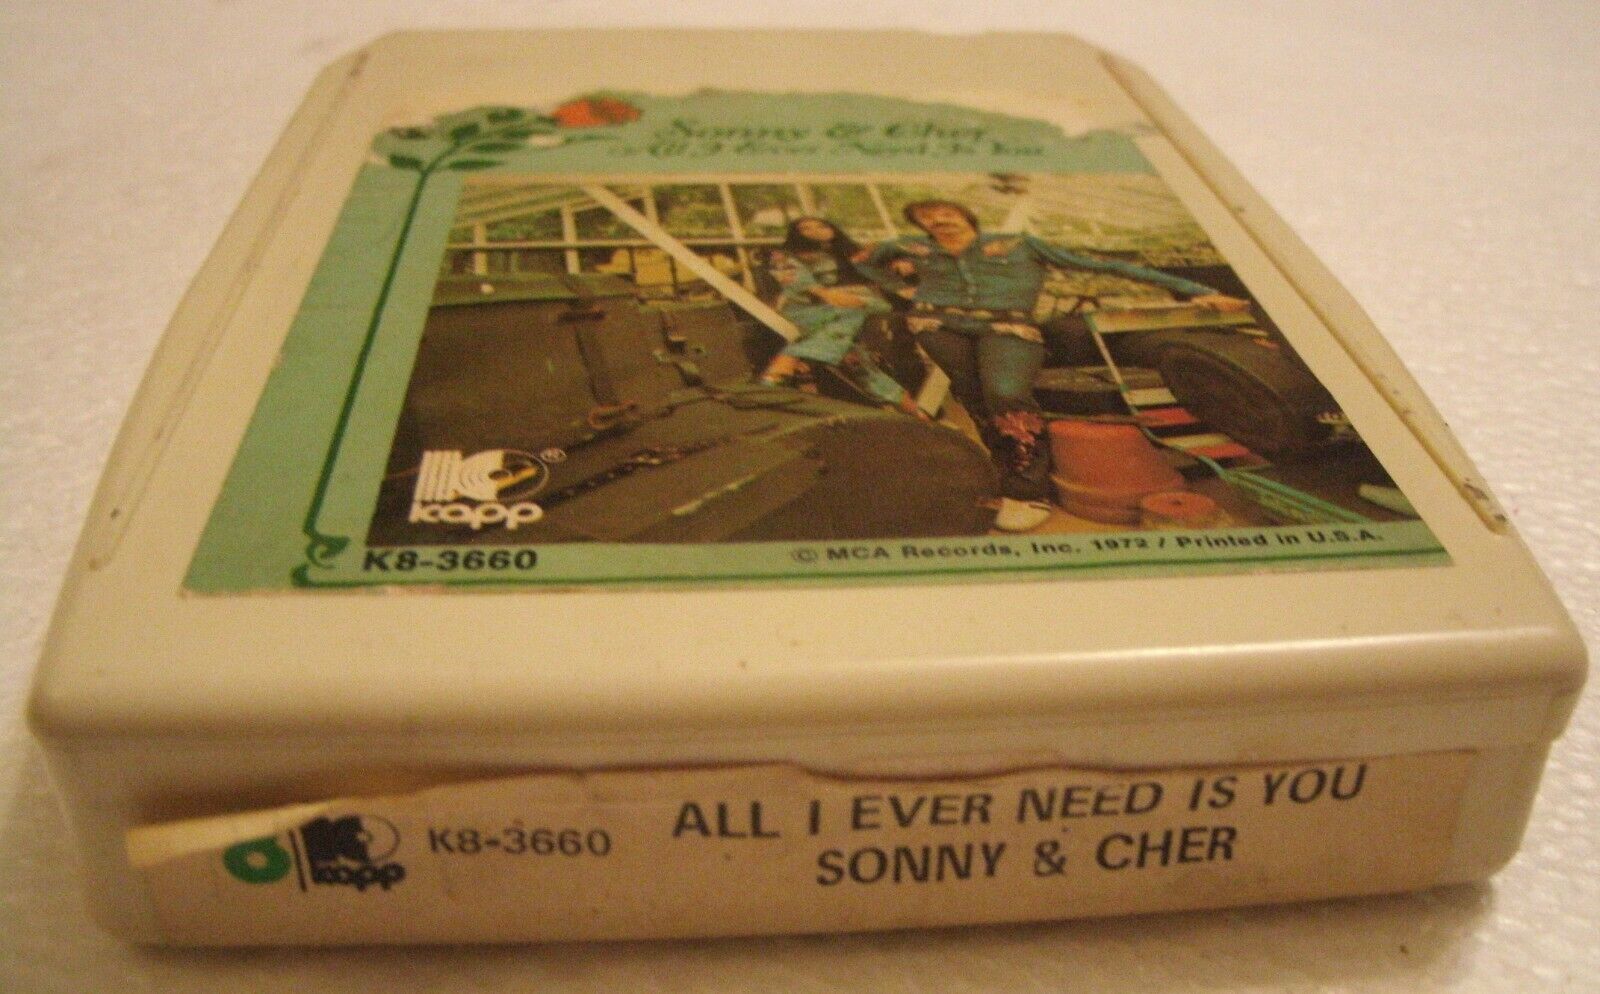 Sonny & Cher
All I Ever Need Is You
kapp®
K8-3660
© MCA Records, Inc. 1972 / Printed in U.S.A.
8 kapp K8-3660 ALL I EVER NEED IS YOU
SONNY & CHER